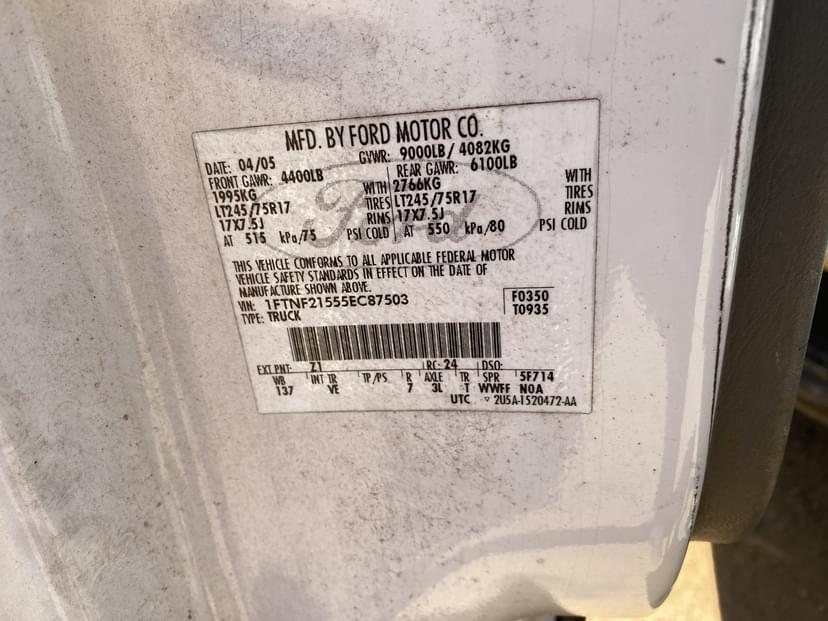 MFD. BY FORD MOTOR CO.
DATE: 04/05 GVWR: 9000LB/ 4082KG
FRONT GAWR: 4400LB REAR GAWR: 6100LB
1995KG WITH 2766KG WITH
LT245/75R17 TIRES LT245/75R17 TIRES
17X7.5J RIMS 17X7.5J RIMS
AT 515 kPa/75 PSI COLD AT 550 kPa/80 PSI COLD
Ford
THIS VEHICLE CONFORMS TO ALL APPLICABLE FEDERAL MOTOR
VEHICLE SAFETY STANDARDS IN EFFECT ON THE DATE OF
MANUFACTURE SHOWN ABOVE.
VIN: 1FTNF21555EC87503 F0350
TYPE: TRUCK T0935
EXT PNT: Z1 RC: 24 DSO:
WB INT TR TP/PS R AXLE TR SPR 5F714
137 VE 7 3L T WWFF NOA
UTC ▽ 2U5A-1520472-AA